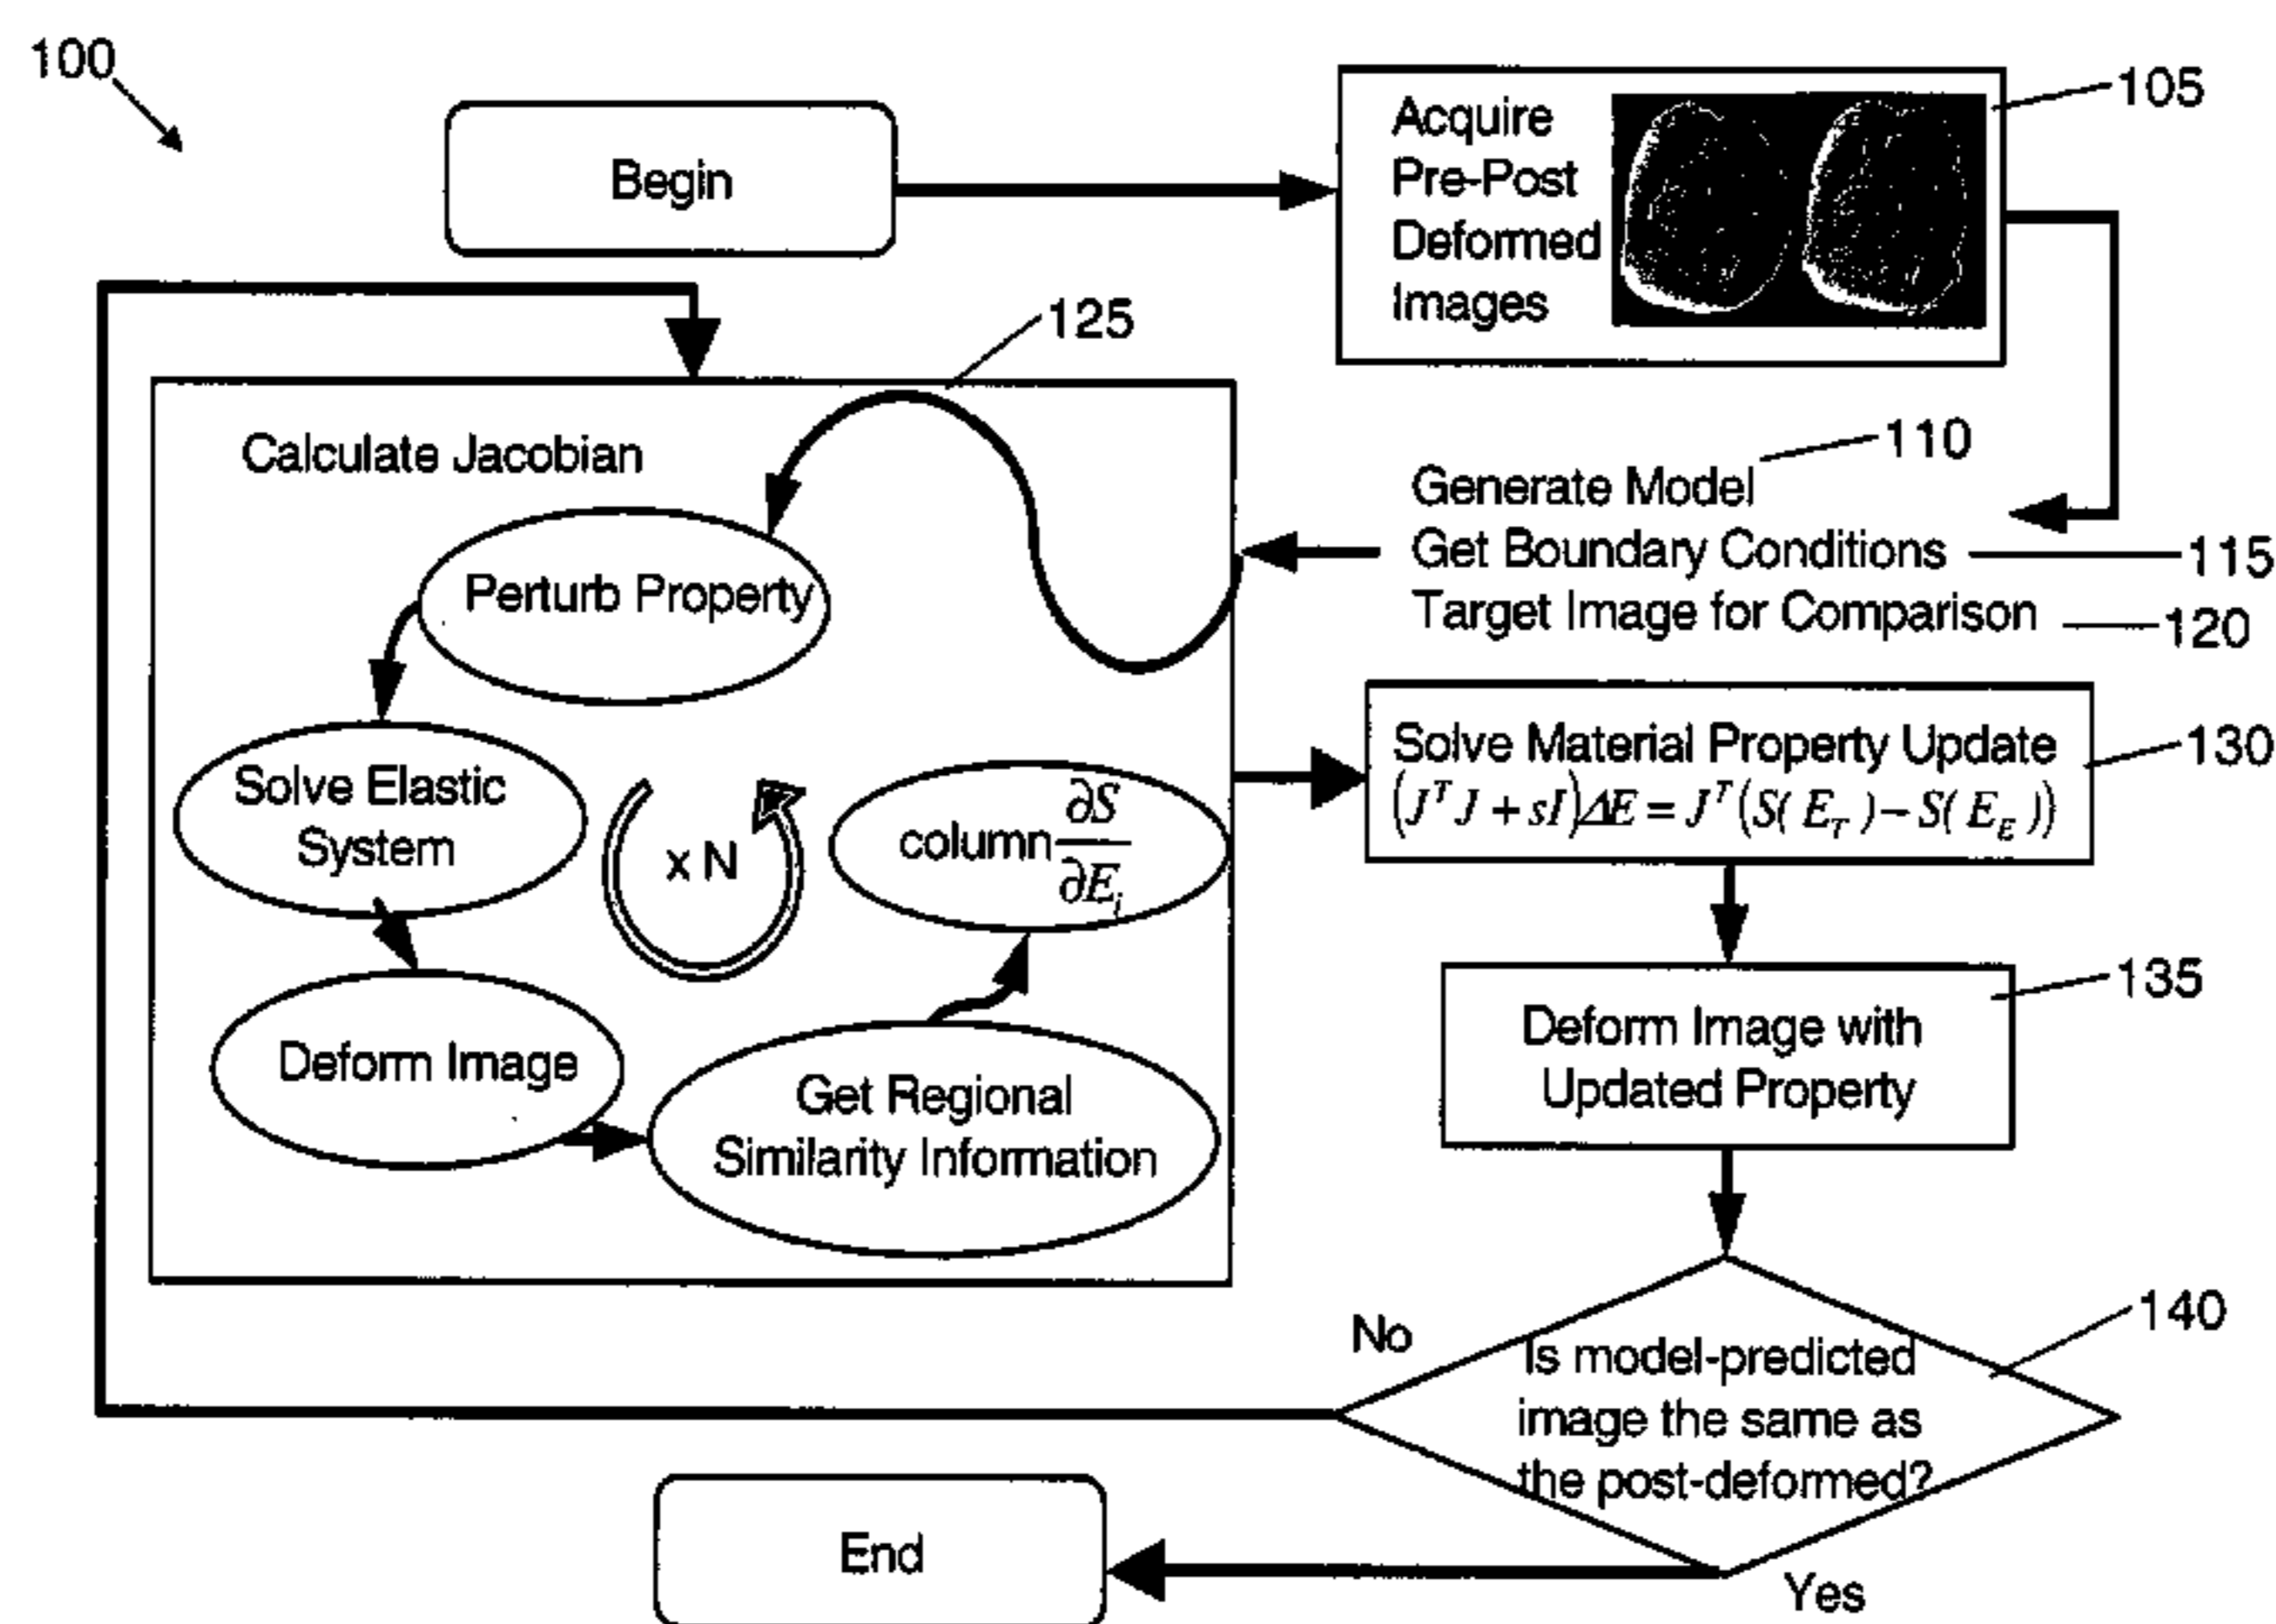 100
Begin
Acquire
Pre-Post
Deformed
Images
105
125
Calculate Jacobian
110
Generate Model
Get Boundary Conditions
115
Target Image for Comparison
120
Perturb Property
Solve Elastic
System
x N
column ∂S/∂E_i
Deform Image
Get Regional
Similarity Information
Solve Material Property Update
(J^T J + sI)ΔE = J^T(S(E_T) – S(E_E))
130
Deform Image with
Updated Property
135
Is model-predicted
image the same as
the post-deformed?
140
No
Yes
End